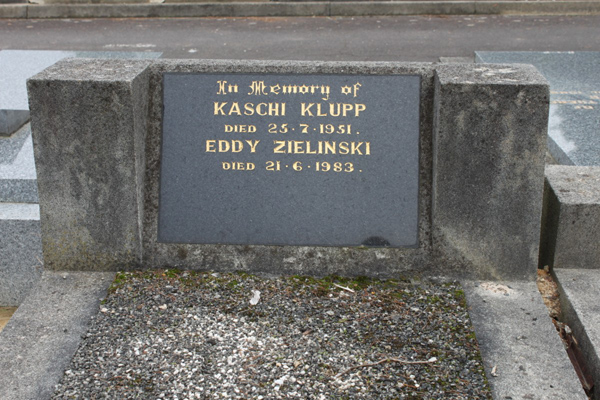 In Memory of
KASCHI KLUPP
DIED 25·7·1951.
EDDY ZIELINSKI
DIED 21·6·1983.